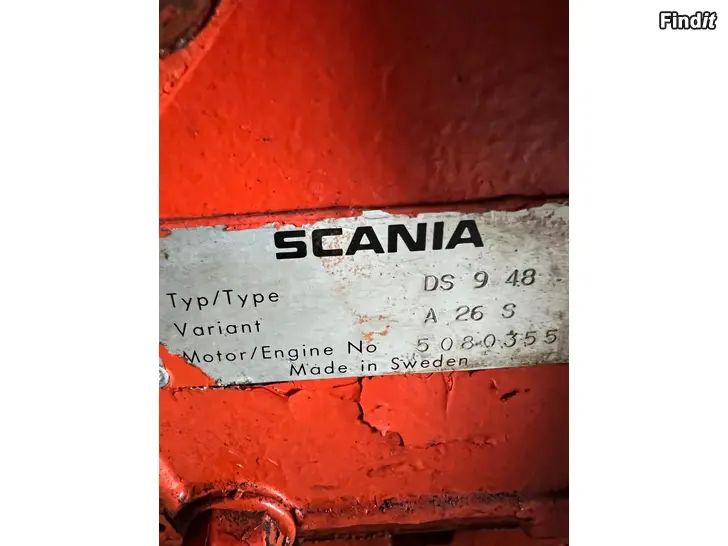 Findit
SCANIA
Typ/Type DS 9 48
Variant A 26 S
Motor/Engine No 5080355
Made in Sweden